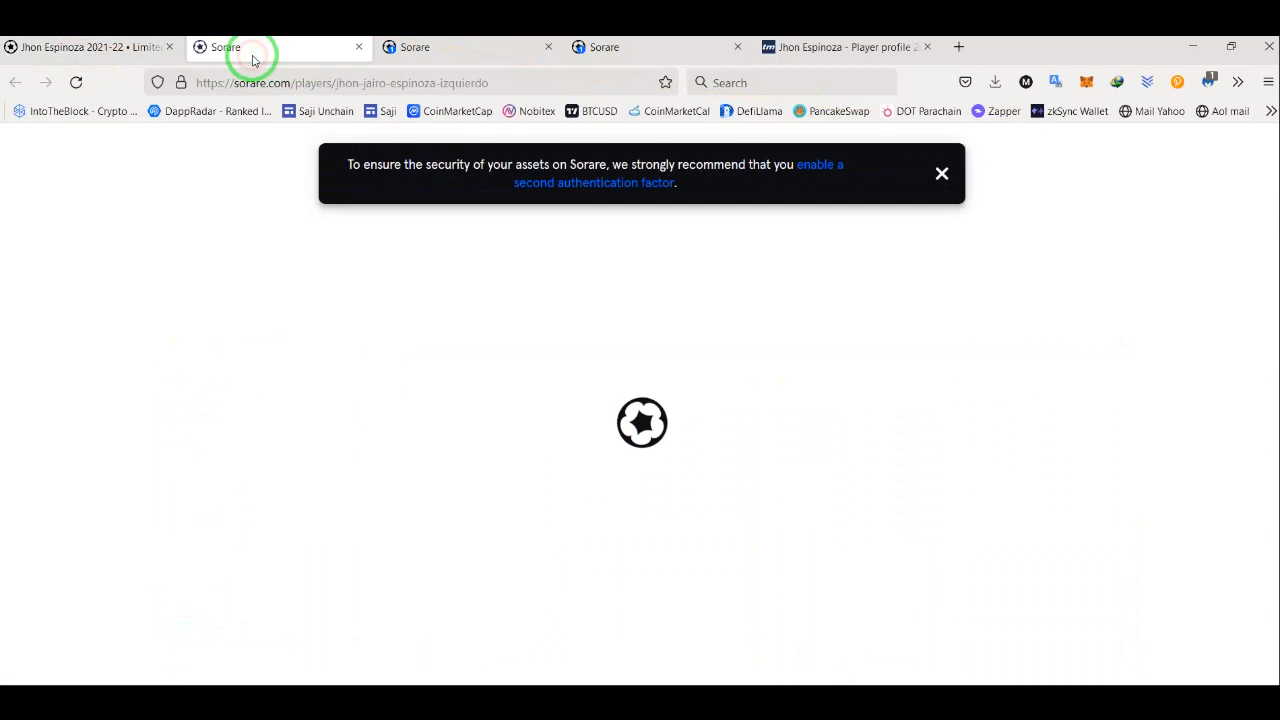 Jhon Espinoza 2021-22 • Limite
Sorare
Sorare
Sorare
tm
Jhon Espinoza - Player profile 2
https://sorare.com/players/jhon-jairo-espinoza-izquierdo
Search
M
1
IntoTheBlock - Crypto ...
DappRadar - Ranked l...
Saji Unchain
Saji
CoinMarketCap
Nobitex
BTCUSD
CoinMarketCal
DefiLlama
PancakeSwap
DOT Parachain
Zapper
zkSync Wallet
Mail Yahoo
Aol mail
To ensure the security of your assets on Sorare, we strongly recommend that you enable a
second authentication factor.